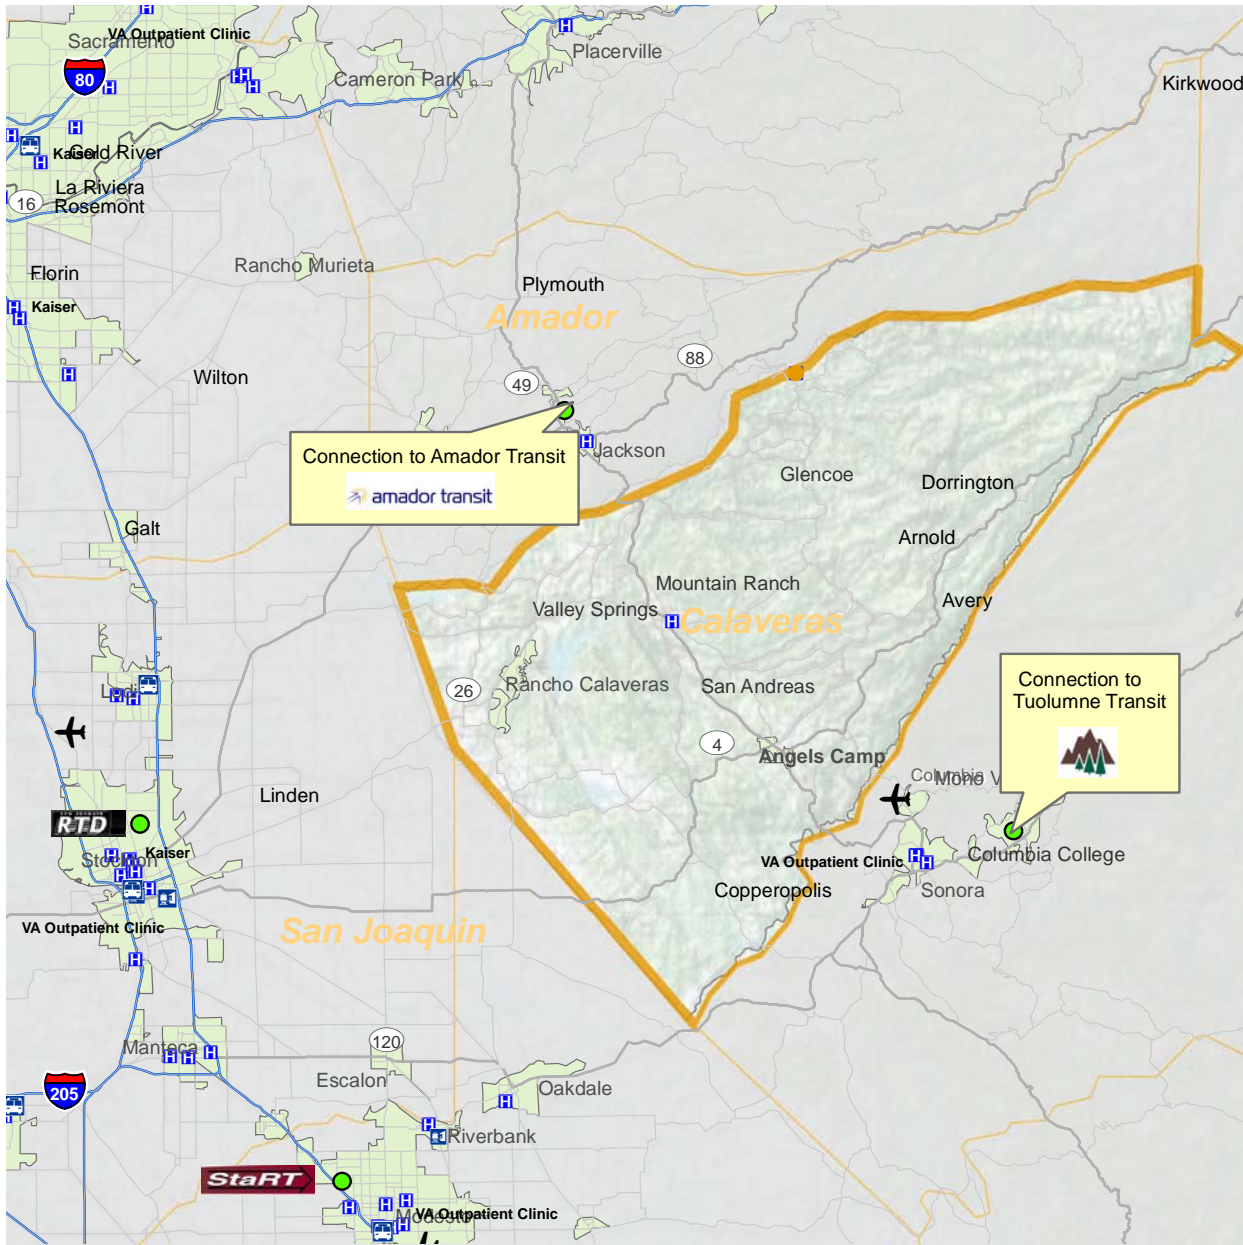 VA Outpatient Clinic
Sacramento
Placerville
80
Cameron Park
Kirkwood
Kaiser
Gold River
La Riviera
16
Rosemont
Rancho Murieta
Florin
Plymouth
Kaiser
Amador
88
Wilton
49
Jackson
Connection to Amador Transit
amador transit
Glencoe
Dorrington
Galt
Arnold
Mountain Ranch
Avery
Valley Springs
Calaveras
Connection to
Tuolumne Transit
26
Rancho Calaveras
San Andreas
Lodi
4
Angels Camp
Columbia
Mono V
Linden
RTD
Kaiser
Stockton
VA Outpatient Clinic
Columbia College
Copperopolis
Sonora
VA Outpatient Clinic
San Joaquin
120
Manteca
Escalon
Oakdale
205
Riverbank
StaRT
VA Outpatient Clinic
Modesto